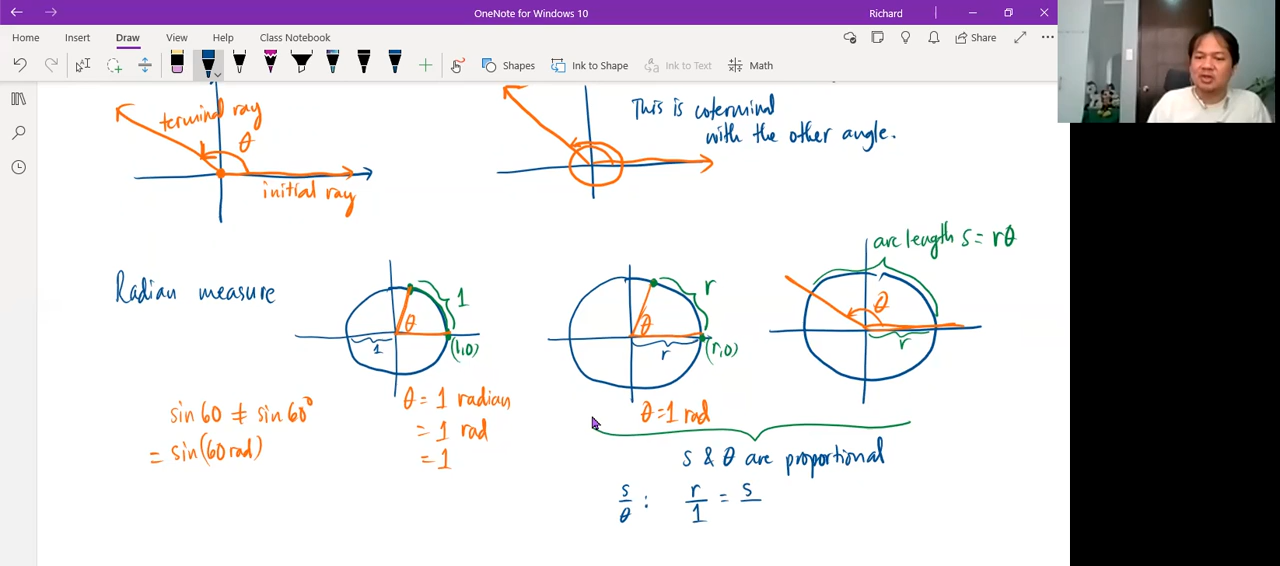 OneNote for Windows 10
Richard
Home
Insert
Draw
View
Help
Class Notebook
Share
Shapes
Ink to Shape
Ink to Text
Math
terminal ray
θ
initial ray
This is coterminal
with the other angle.
Radian measure
1
θ
1
(1,0)
θ = 1 radian
= 1 rad
= 1
sin 60 ≠ sin 60°
= sin(60 rad)
r
θ
r
(r,0)
θ = 1 rad
arc length s = rθ
θ
r
s & θ are proportional
s/θ : r/1 = s/